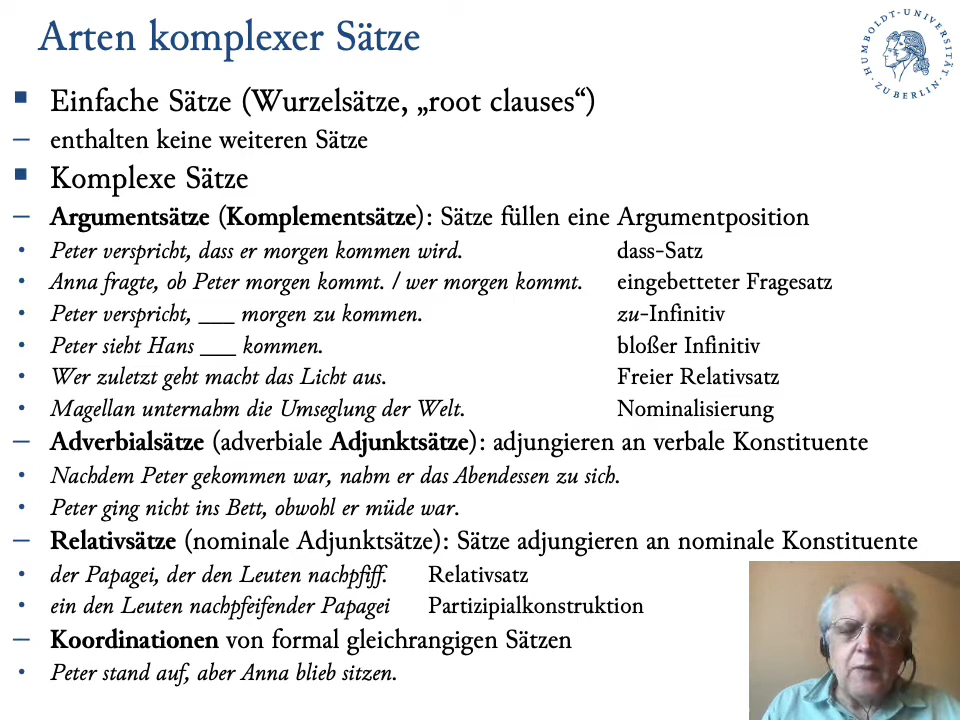 Arten komplexer Sätze
HUMBOLDT-UNIVERSITÄT · ZU BERLIN ·
Einfache Sätze (Wurzelsätze, „root clauses“)
– enthalten keine weiteren Sätze
Komplexe Sätze
– Argumentsätze (Komplementsätze): Sätze füllen eine Argumentposition
• Peter verspricht, dass er morgen kommen wird. dass-Satz
• Anna fragte, ob Peter morgen kommt. / wer morgen kommt. eingebetteter Fragesatz
• Peter verspricht, ___ morgen zu kommen. zu-Infinitiv
• Peter sieht Hans ___ kommen. bloßer Infinitiv
• Wer zuletzt geht macht das Licht aus. Freier Relativsatz
• Magellan unternahm die Umseglung der Welt. Nominalisierung
– Adverbialsätze (adverbiale Adjunktsätze): adjungieren an verbale Konstituente
• Nachdem Peter gekommen war, nahm er das Abendessen zu sich.
• Peter ging nicht ins Bett, obwohl er müde war.
– Relativsätze (nominale Adjunktsätze): Sätze adjungieren an nominale Konstituente
• der Papagei, der den Leuten nachpfiff. Relativsatz
• ein den Leuten nachpfeifender Papagei Partizipialkonstruktion
– Koordinationen von formal gleichrangigen Sätzen
• Peter stand auf, aber Anna blieb sitzen.